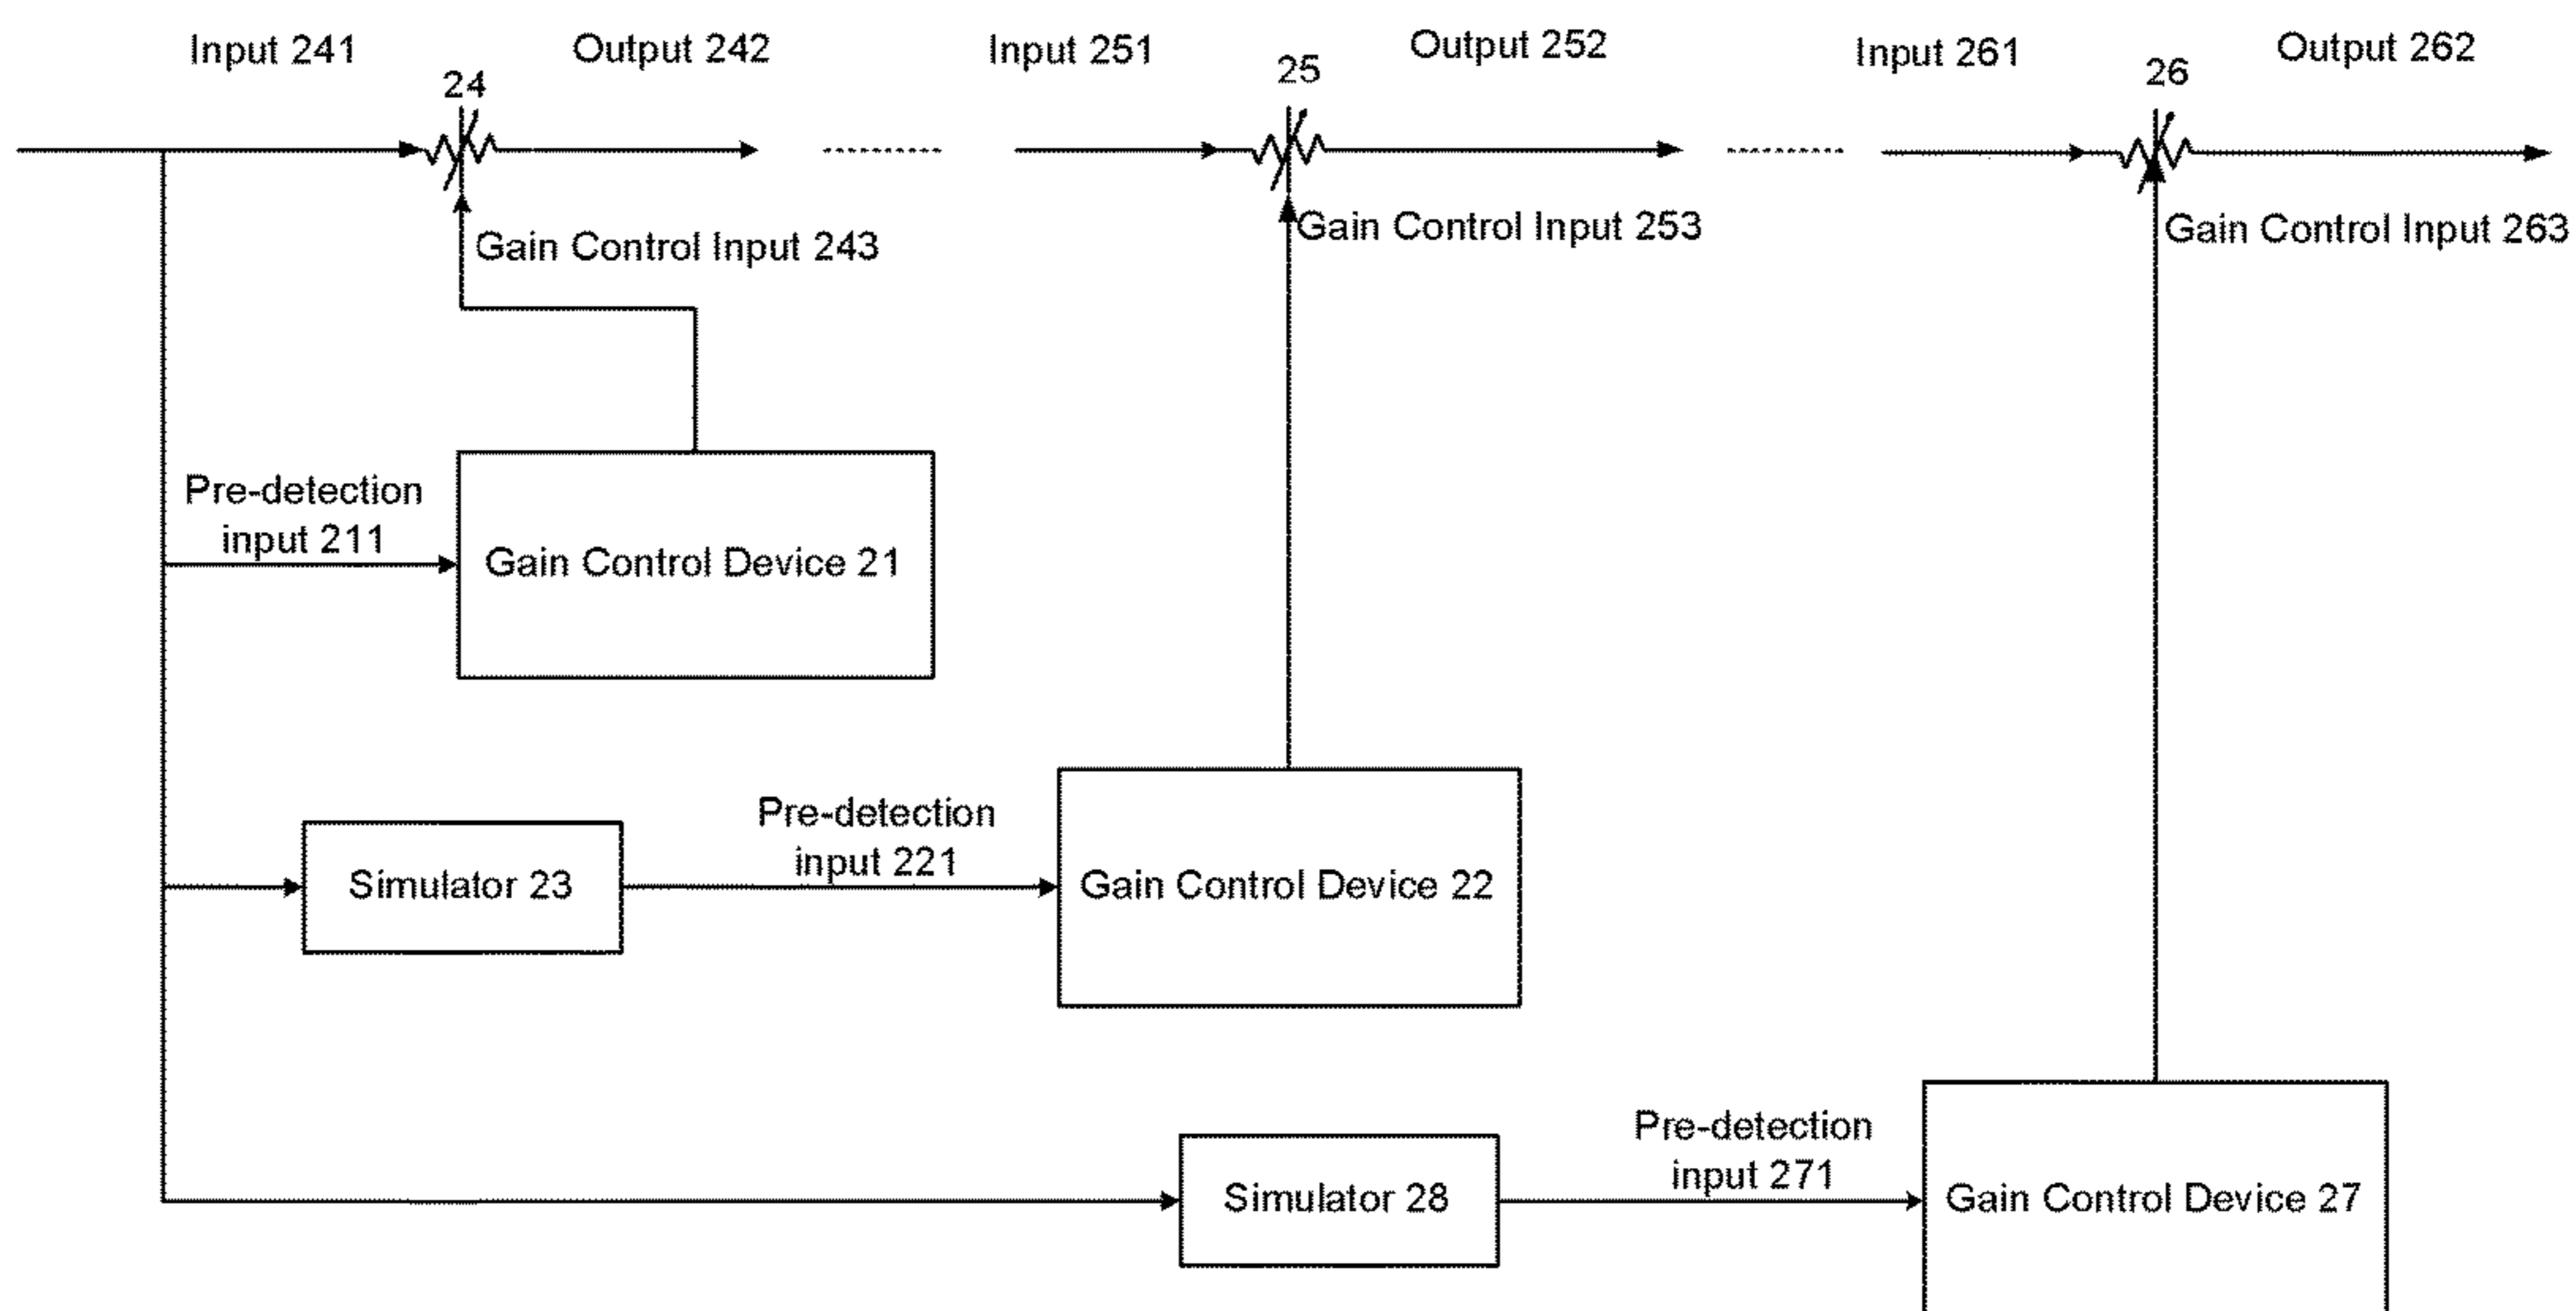 Input 241
Output 242
Input 251
Output 252
Input 261
Output 262
24
25
26
Gain Control Input 243
Gain Control Input 253
Gain Control Input 263
Pre-detection
input 211
Gain Control Device 21
Pre-detection
input 221
Simulator 23
Gain Control Device 22
Pre-detection
input 271
Simulator 28
Gain Control Device 27